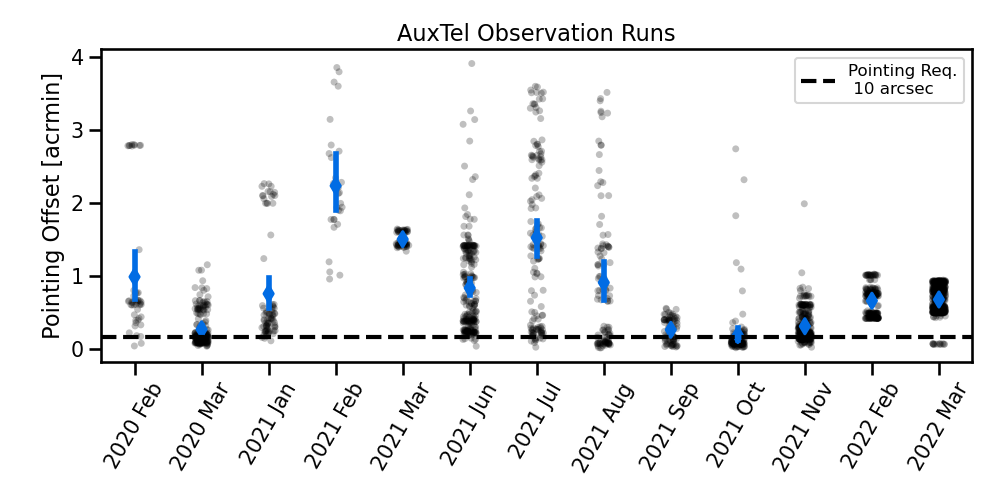 AuxTel Observation Runs
Pointing Offset [acrmin]
4
3
2
1
0
Pointing Req.
10 arcsec
2020 Feb
2020 Mar
2021 Jan
2021 Feb
2021 Mar
2021 Jun
2021 Jul
2021 Aug
2021 Sep
2021 Oct
2021 Nov
2022 Feb
2022 Mar